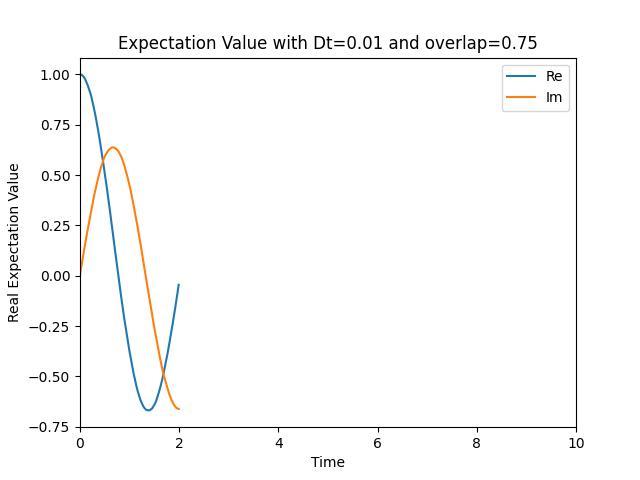 Expectation Value with Dt=0.01 and overlap=0.75
Re
Im
Real Expectation Value
1.00
0.75
0.50
0.25
0.00
−0.25
−0.50
−0.75
0
2
4
6
8
10
Time